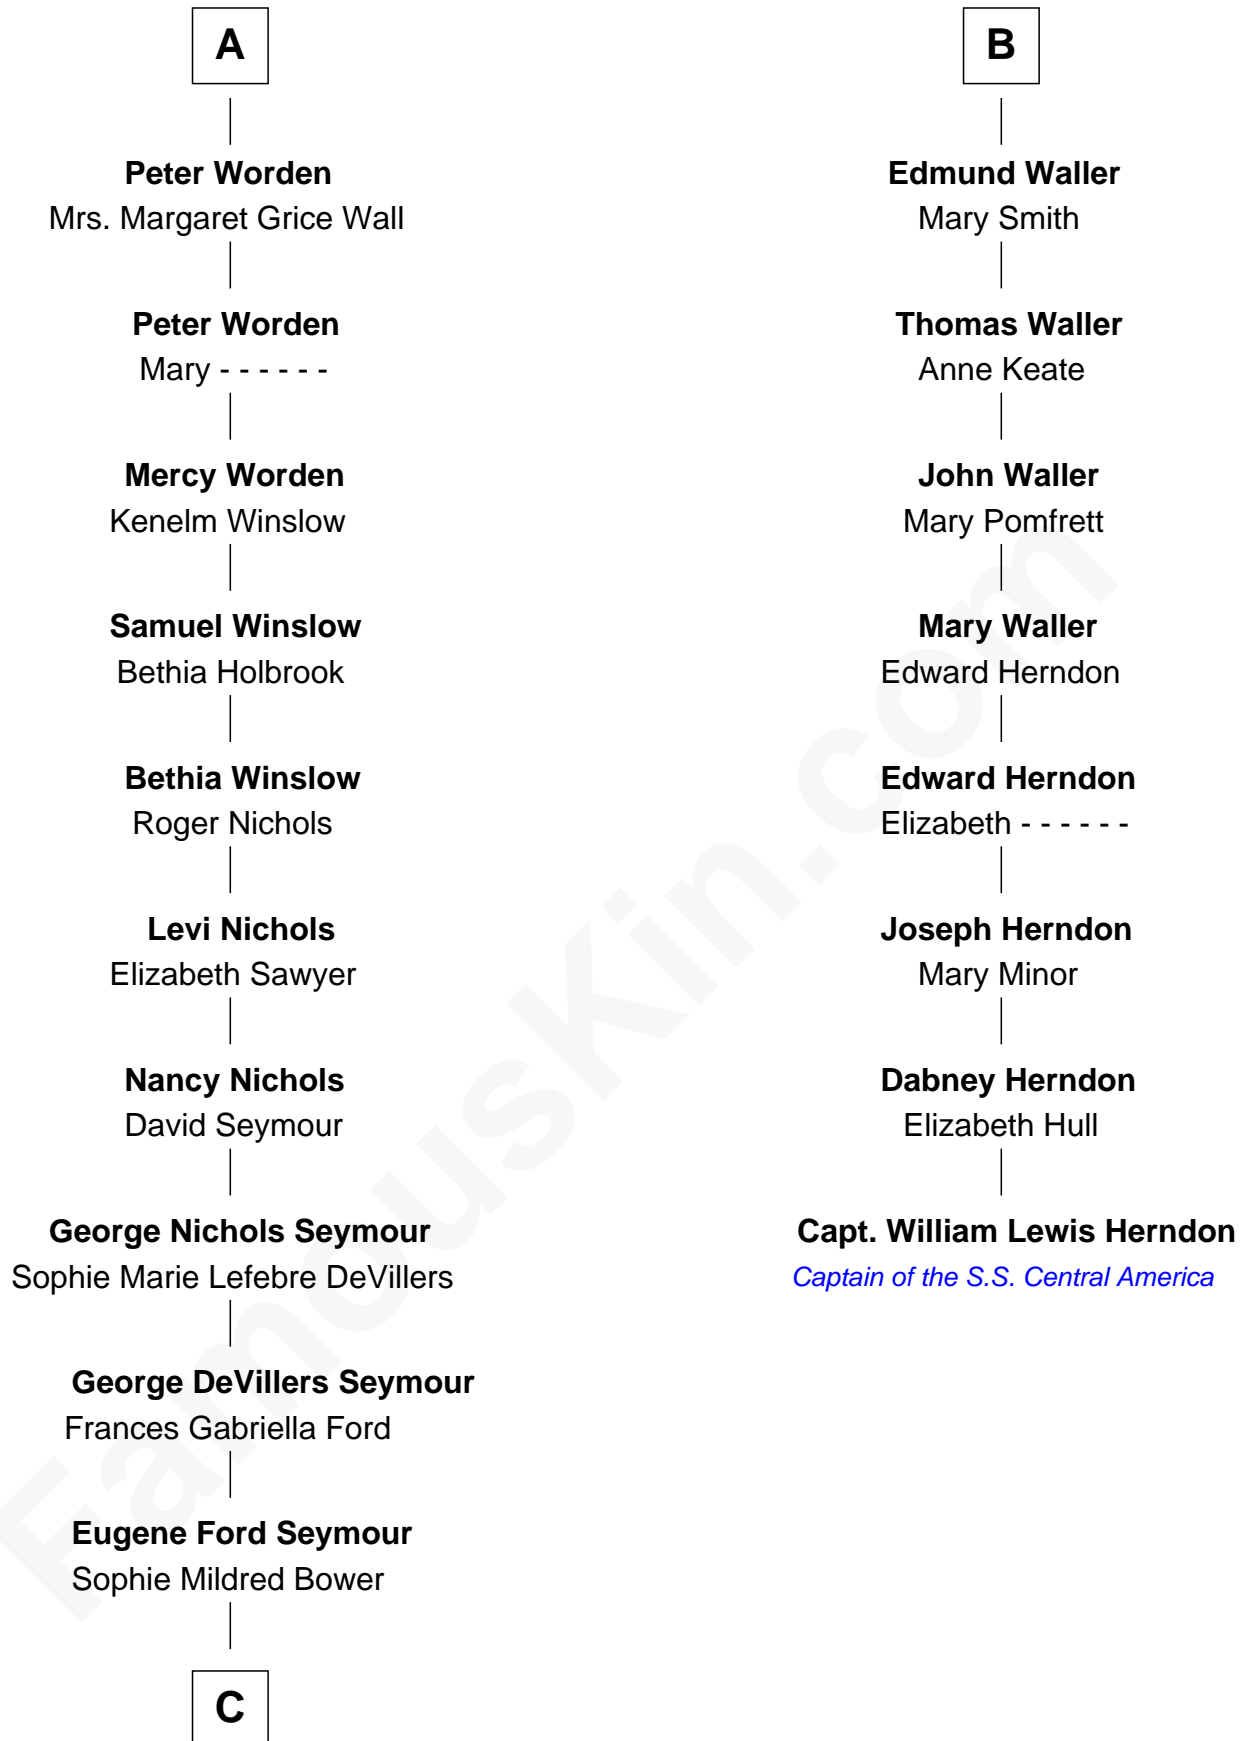 A
Peter Worden
Mrs. Margaret Grice Wall
Peter Worden
Mary - - - - - -
Mercy Worden
Kenelm Winslow
Samuel Winslow
Bethia Holbrook
Bethia Winslow
Roger Nichols
Levi Nichols
Elizabeth Sawyer
Nancy Nichols
David Seymour
George Nichols Seymour
Sophie Marie Lefebre DeVillers
George DeVillers Seymour
Frances Gabriella Ford
Eugene Ford Seymour
Sophie Mildred Bower
C
B
Edmund Waller
Mary Smith
Thomas Waller
Anne Keate
John Waller
Mary Pomfrett
Mary Waller
Edward Herndon
Edward Herndon
Elizabeth - - - - - -
Joseph Herndon
Mary Minor
Dabney Herndon
Elizabeth Hull
Capt. William Lewis Herndon
Captain of the S.S. Central America
FamousKin.com